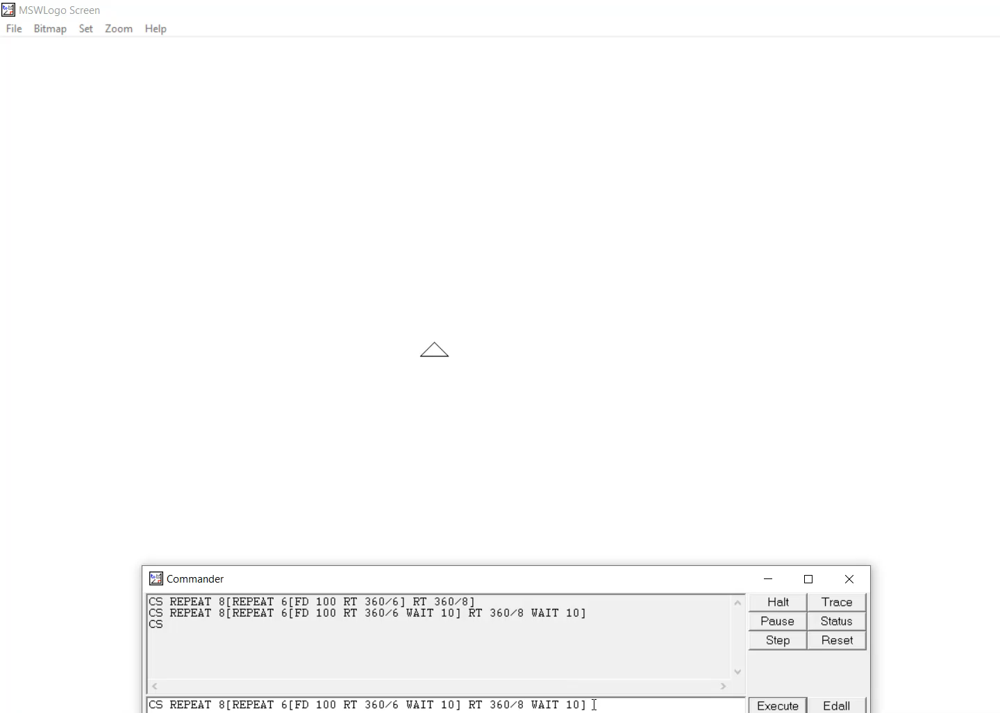 MSWLogo Screen
File Bitmap Set Zoom Help
Commander
CS REPEAT 8[REPEAT 6[FD 100 RT 360/6] RT 360/8]
CS REPEAT 8[REPEAT 6[FD 100 RT 360/6 WAIT 10] RT 360/8 WAIT 10]
CS
Halt Trace
Pause Status
Step Reset
CS REPEAT 8[REPEAT 6[FD 100 RT 360/6 WAIT 10] RT 360/8 WAIT 10]
Execute Edall